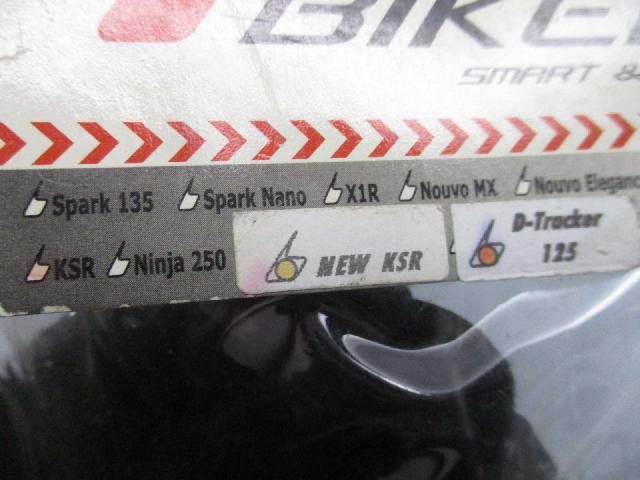 BIKE
SMART &
Spark 135 Spark Nano X1R Nouvo MX Nouvo Eleganc
KSR Ninja 250 NEW KSR D-Tracker
125